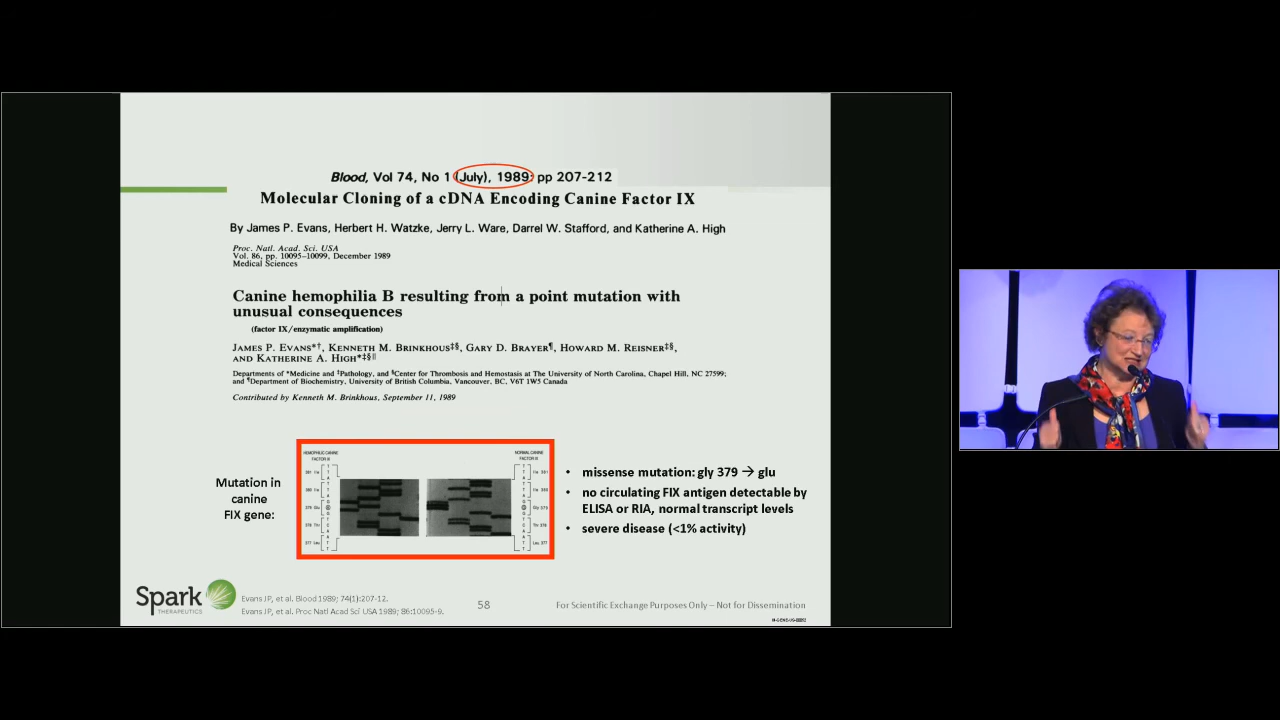 Blood, Vol 74, No 1 (July), 1989: pp 207-212
Molecular Cloning of a cDNA Encoding Canine Factor IX
By James P. Evans, Herbert H. Watzke, Jerry L. Ware, Darrel W. Stafford, and Katherine A. High
Proc. Natl. Acad. Sci. USA
Vol. 86, pp. 10095-10099, December 1989
Medical Sciences
Canine hemophilia B resulting from a point mutation with
unusual consequences
(factor IX/enzymatic amplification)
JAMES P. EVANS*†, KENNETH M. BRINKHOUS‡§, GARY D. BRAYER¶, HOWARD M. REISNER‡§,
AND KATHERINE A. HIGH*‡§||
Departments of *Medicine and ‡Pathology, and §Center for Thrombosis and Hemostasis at The University of North Carolina, Chapel Hill, NC 27599;
and ¶Department of Biochemistry, University of British Columbia, Vancouver, BC, V6T 1W5 Canada
Contributed by Kenneth M. Brinkhous, September 11, 1989
Mutation in
canine
FIX gene:
HEMOPHILIC CANINE
FACTOR IX
NORMAL CANINE
FACTOR IX
• missense mutation: gly 379 → glu
• no circulating FIX antigen detectable by
ELISA or RIA, normal transcript levels
• severe disease (<1% activity)
Spark
THERAPEUTICS
Evans JP, et al. Blood 1989; 74(1):207-12.
Evans JP, et al. Proc Natl Acad Sci USA 1989; 86:10095-9.
58
For Scientific Exchange Purposes Only – Not for Dissemination